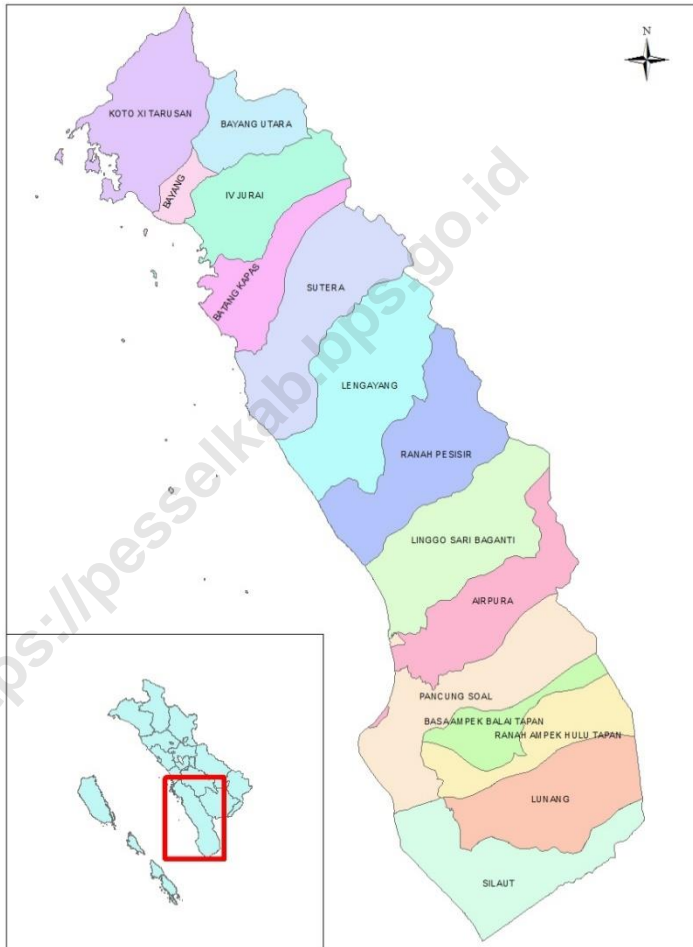 N
KOTO XI TARUSAN
BAYANG UTARA
BAYANG
IV JURAI
BATANG KAPAS
SUTERA
LENGAYANG
RANAH PESISIR
LINGGO SARI BAGANTI
AIRPURA
PANCUNG SOAL
BASA AMPEK BALAI TAPAN
RANAH AMPEK HULU TAPAN
LUNANG
SILAUT
ps://pesselkab.bps.go.id